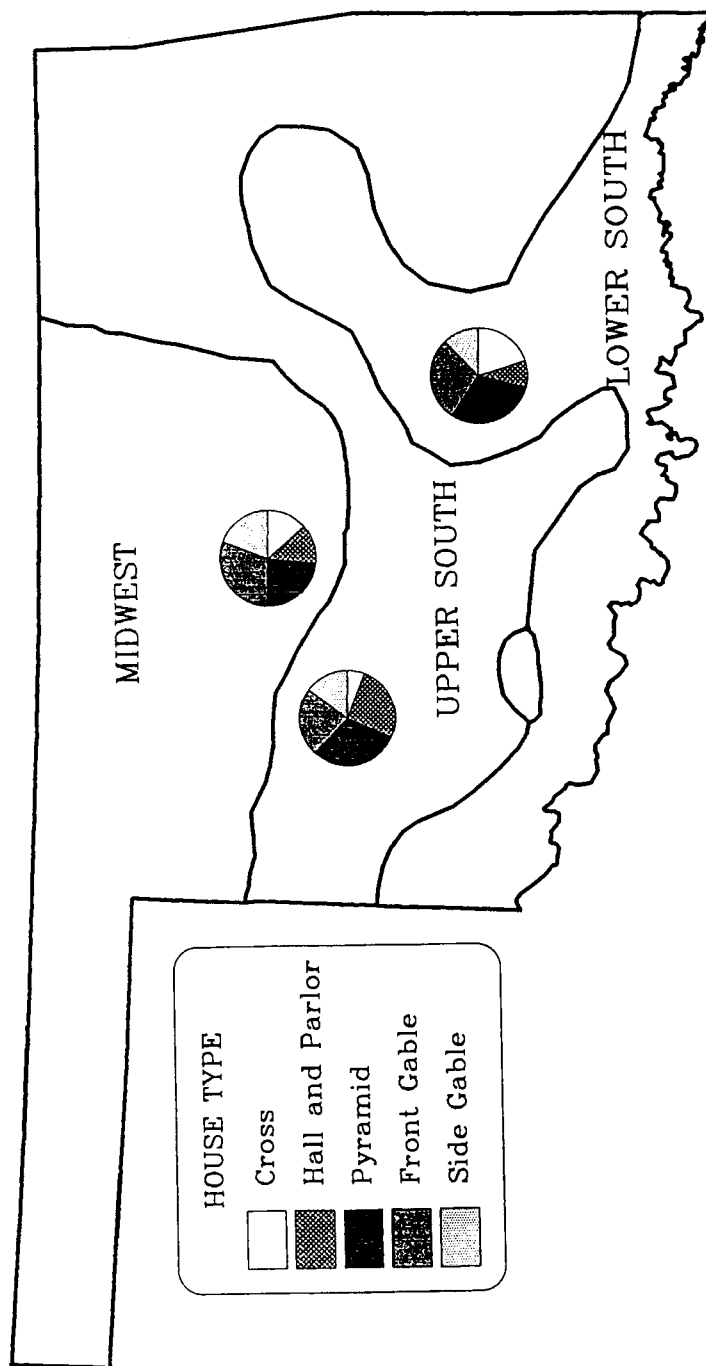 MIDWEST
UPPER SOUTH
LOWER SOUTH
HOUSE TYPE
Cross
Hall and Parlor
Pyramid
Front Gable
Side Gable